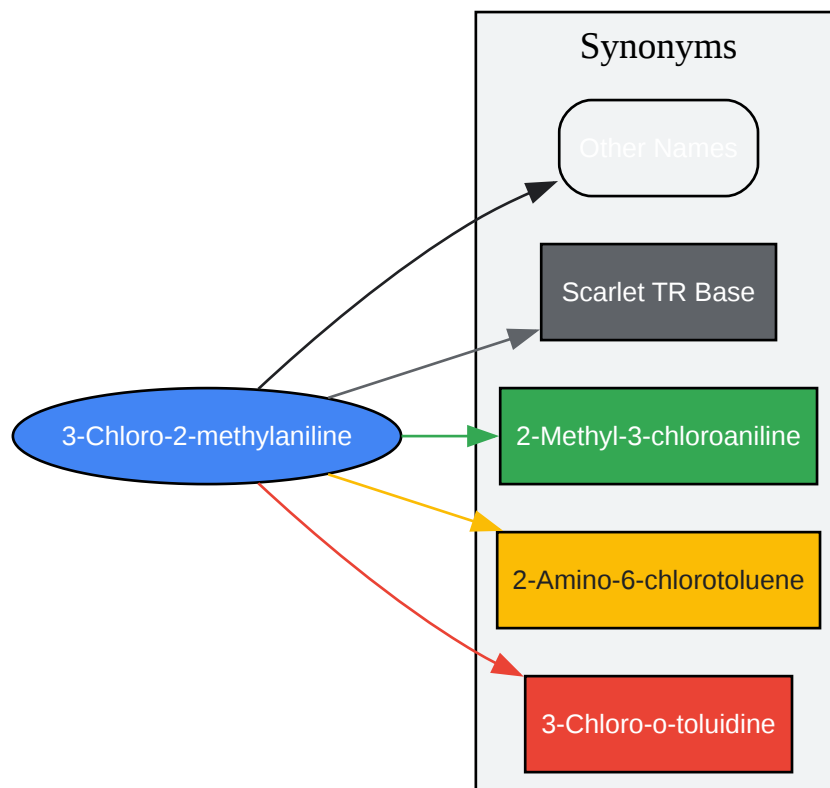 Synonyms
Other Names
Scarlet TR Base
3-Chloro-2-methylaniline
2-Methyl-3-chloroaniline
2-Amino-6-chlorotoluene
3-Chloro-o-toluidine